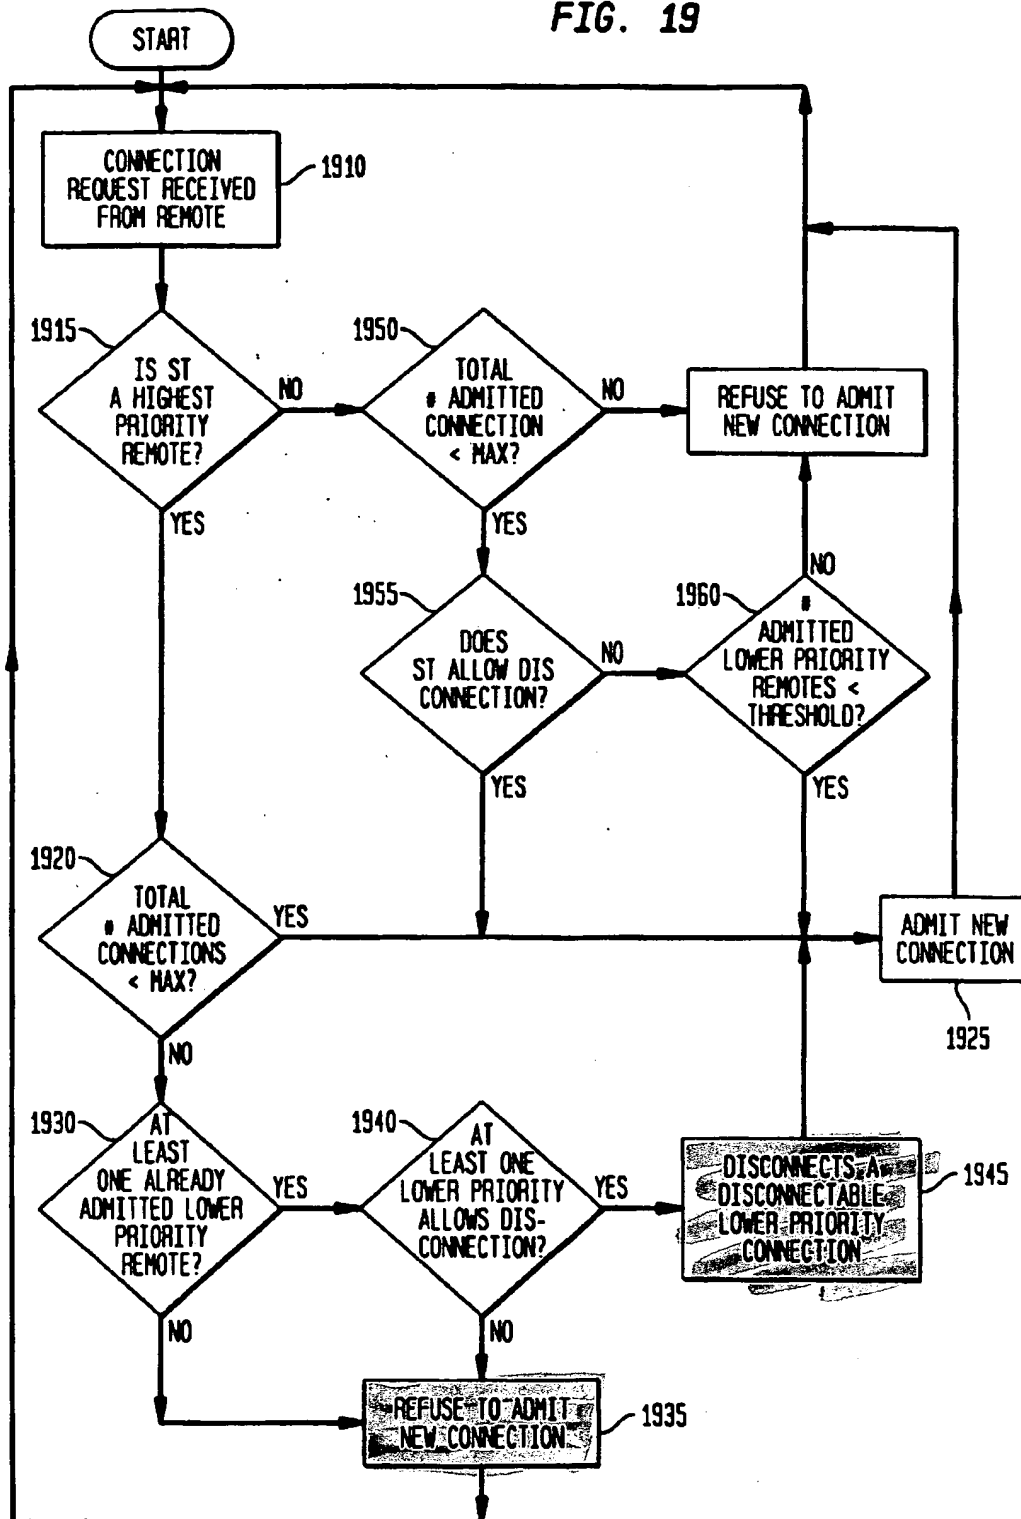 FIG. 19
START
CONNECTION
REQUEST RECEIVED
FROM REMOTE
1910
1915
IS ST
A HIGHEST
PRIORITY
REMOTE?
NO
YES
1950
TOTAL
# ADMITTED
CONNECTION
< MAX?
NO
YES
REFUSE TO ADMIT
NEW CONNECTION
1955
DOES
ST ALLOW DIS
CONNECTION?
NO
YES
1960
NO
#
ADMITTED
LOWER PRIORITY
REMOTES <
THRESHOLD?
YES
1920
TOTAL
# ADMITTED
CONNECTIONS
< MAX?
YES
NO
ADMIT NEW
CONNECTION
1925
1930
AT
LEAST
ONE ALREADY
ADMITTED LOWER
PRIORITY
REMOTE?
YES
NO
1940
AT
LEAST ONE
LOWER PRIORITY
ALLOWS DIS-
CONNECTION?
YES
NO
DISCONNECTS A
DISCONNECTABLE
LOWER PRIORITY
CONNECTION
1945
REFUSE TO ADMIT
NEW CONNECTION
1935